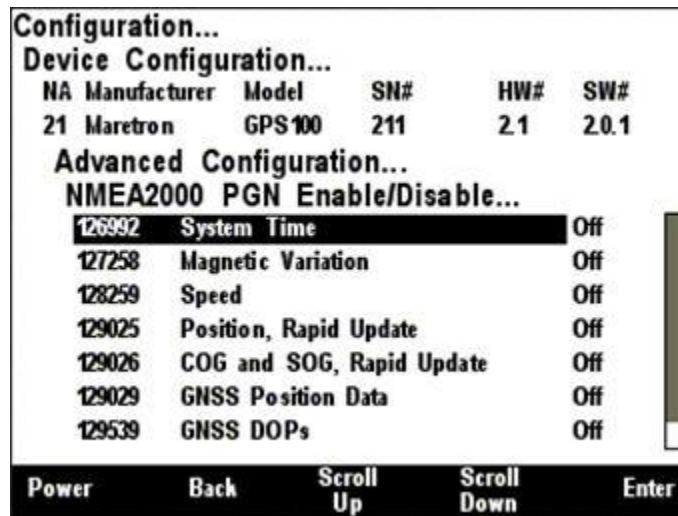 Configuration...
Device Configuration...
NA Manufacturer Model SN# HW# SW#
21 Maretron GPS100 211 2.1 2.0.1
Advanced Configuration...
NMEA2000 PGN Enable/Disable...
126992 System Time Off
127258 Magnetic Variation Off
128259 Speed Off
129025 Position, Rapid Update Off
129026 COG and SOG, Rapid Update Off
129029 GNSS Position Data Off
129539 GNSS DOPs Off
Power Back Scroll Up Scroll Down Enter